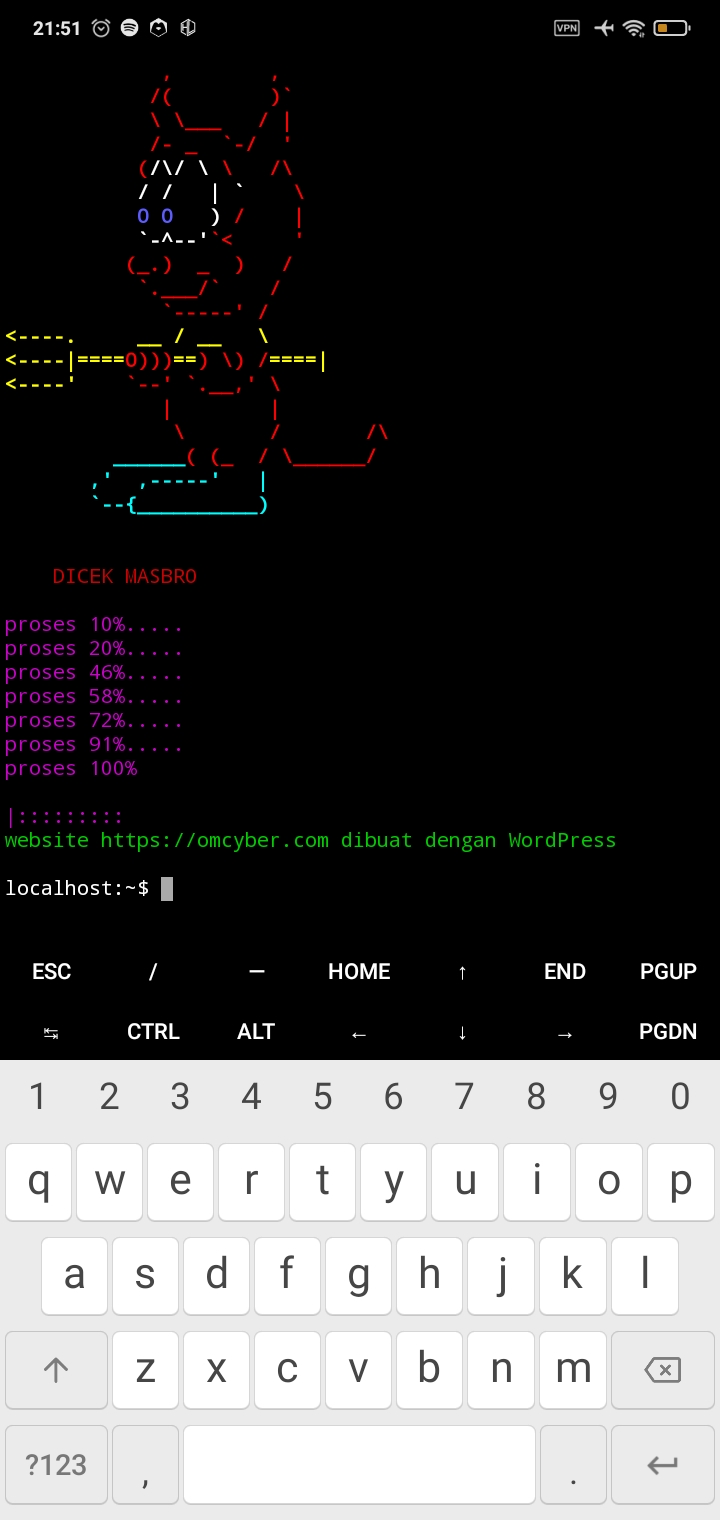 21:51 VPN
DICEK MASBRO
proses 10%.....
proses 20%.....
proses 46%.....
proses 58%.....
proses 72%.....
proses 91%.....
proses 100%
|:::::::::
website https://omcyber.com dibuat dengan WordPress
localhost:~$
ESC / — HOME ↑ END PGUP
↹ CTRL ALT ← ↓ → PGDN
1 2 3 4 5 6 7 8 9 0
q w e r t y u i o p
a s d f g h j k l
z x c v b n m
?123 , .